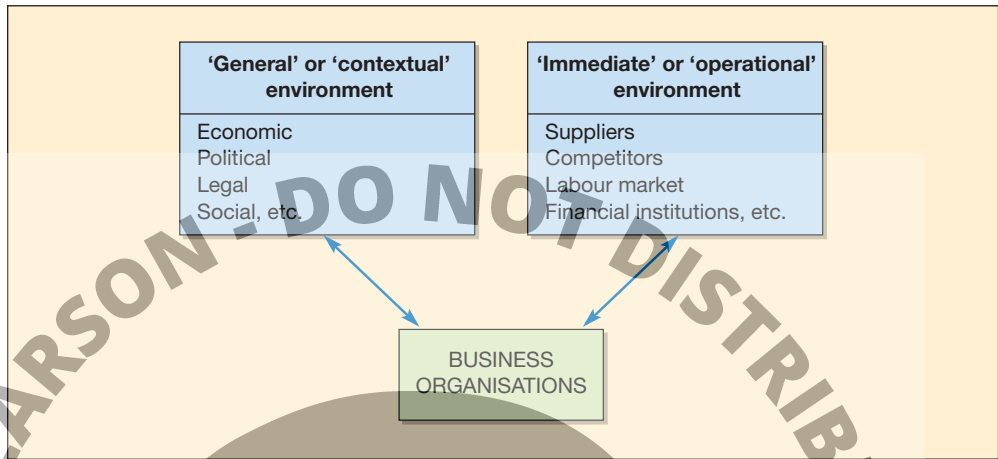 ‘General’ or ‘contextual’
environment
Economic
Political
Legal
Social, etc.
‘Immediate’ or ‘operational’
environment
Suppliers
Competitors
Labour market
Financial institutions, etc.
BUSINESS
ORGANISATIONS
EARSON - DO NOT DISTRIB